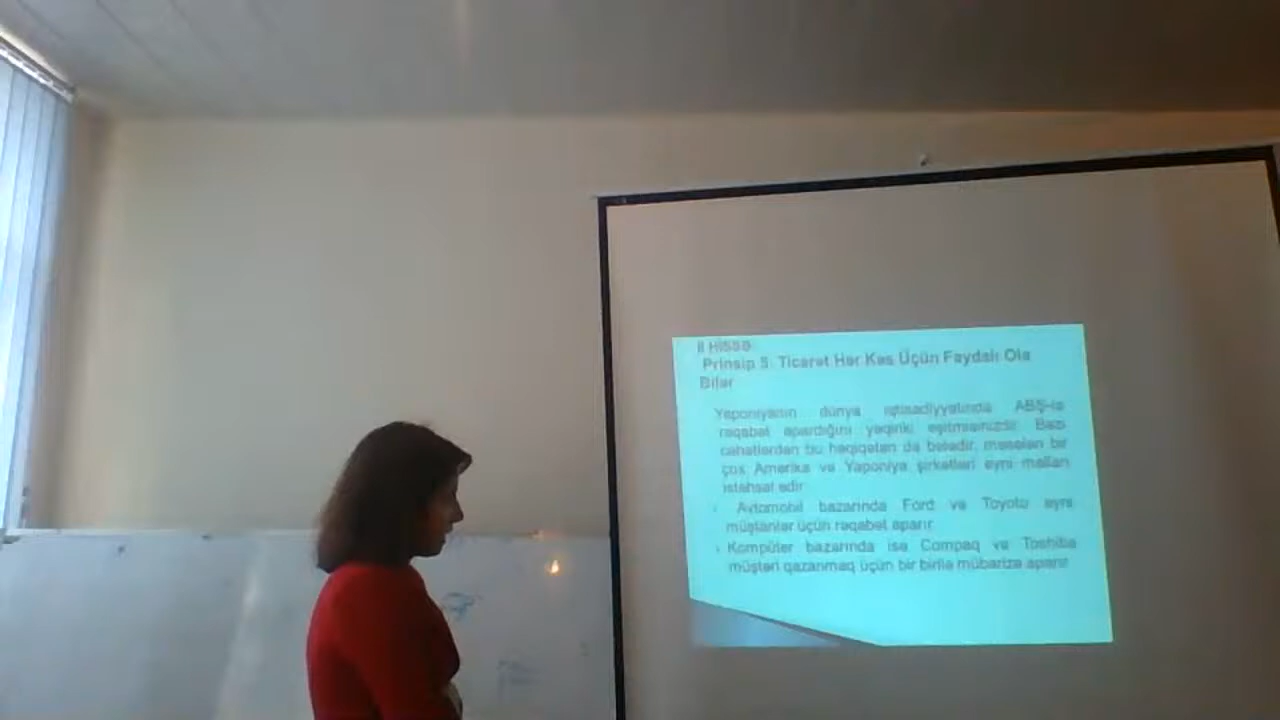 II HİSSƏ
Prinsip 5: Ticarət Hər Kəs Üçün Faydalı Ola
Bilər
Yaponiyanın dünya iqtisadiyyatında ABŞ-la
rəqabət apardığını yəqinki eşitmisinizdir. Bəzi
cəhətlərdən bu həqiqətən də belədir, məsələn bir
çox Amerika və Yaponiya şirkətləri eyni malları
istehsal edir
Avtomobil bazarında Ford və Toyota eyni
müştərilər üçün rəqabət aparır
Kompüter bazarında isə Compaq və Toshiba
müştəri qazanmaq üçün bir birilə mübarizə aparır